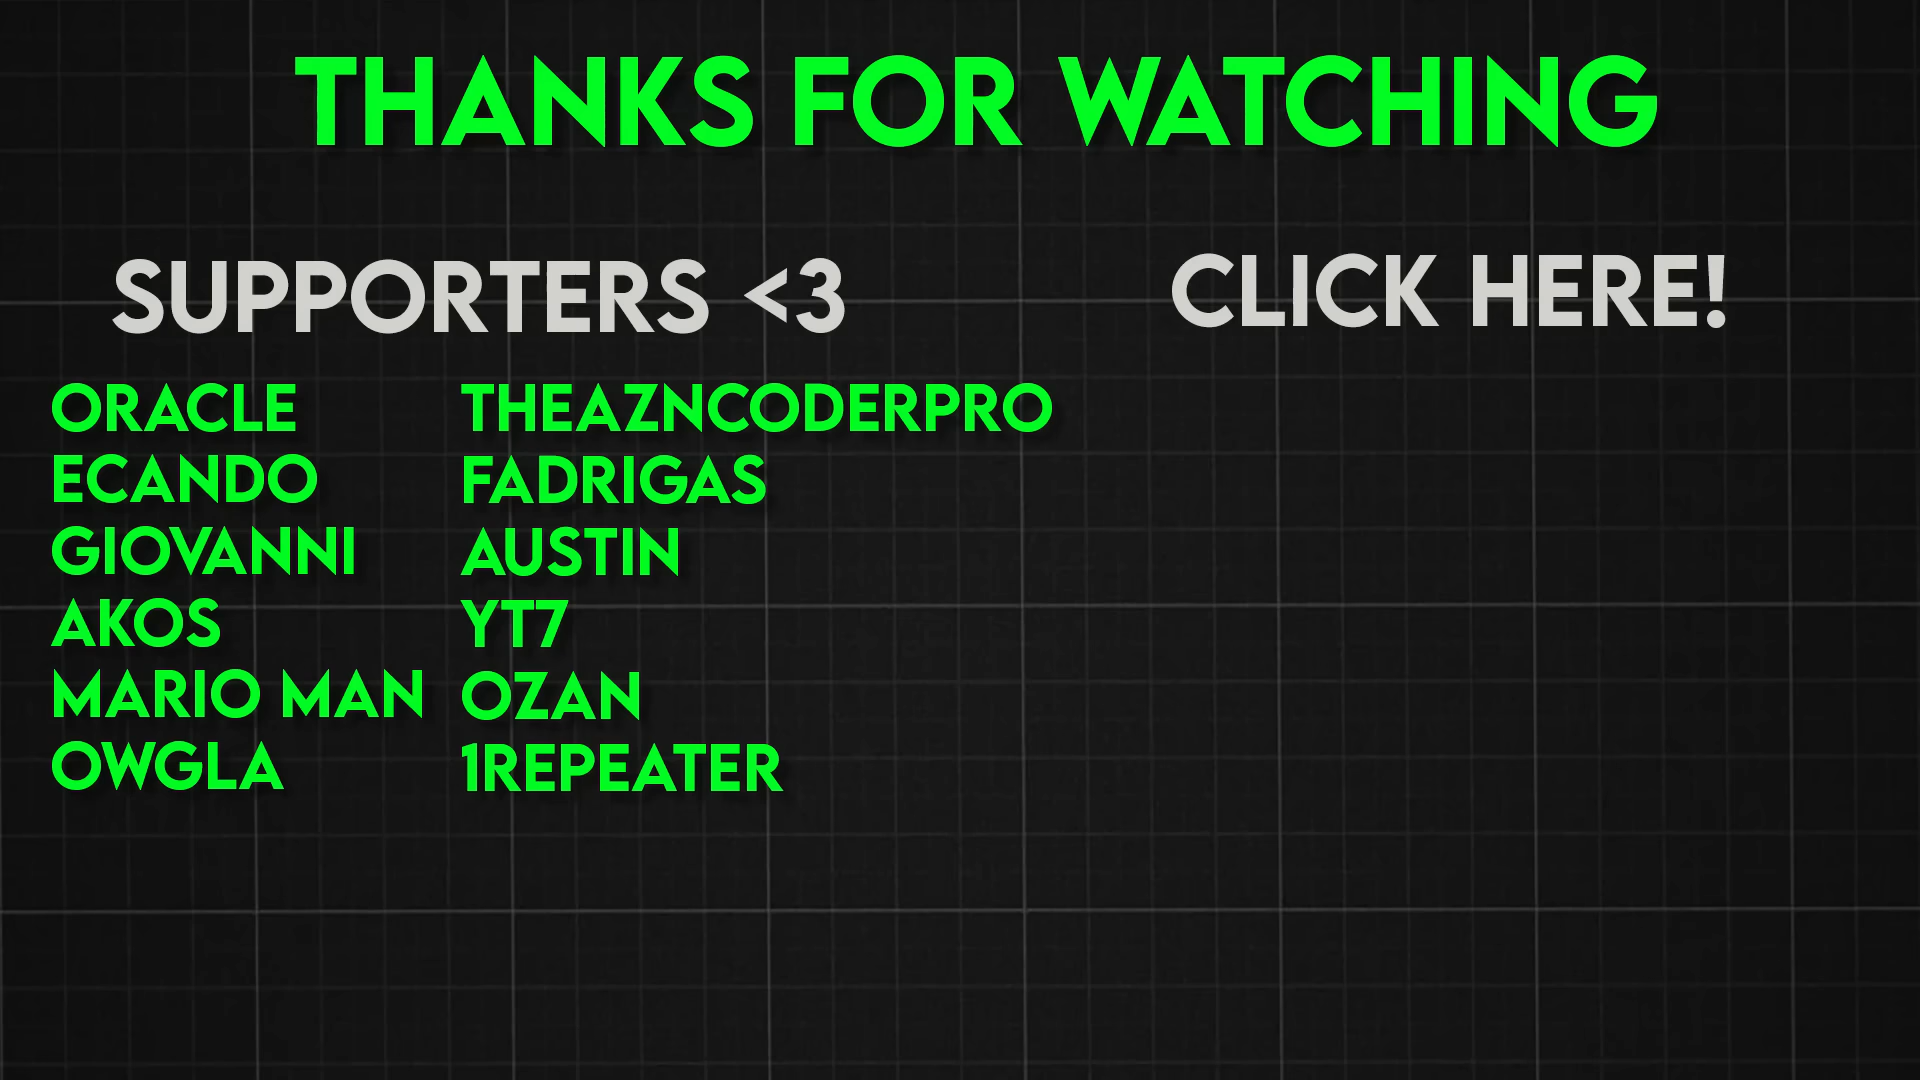 THANKS FOR WATCHING
SUPPORTERS <3
ORACLE
ECANDO
GIOVANNI
AKOS
MARIO MAN
OWGLA
THEAZNCODERPRO
FADRIGAS
AUSTIN
YT7
OZAN
1REPEATER
CLICK HERE!